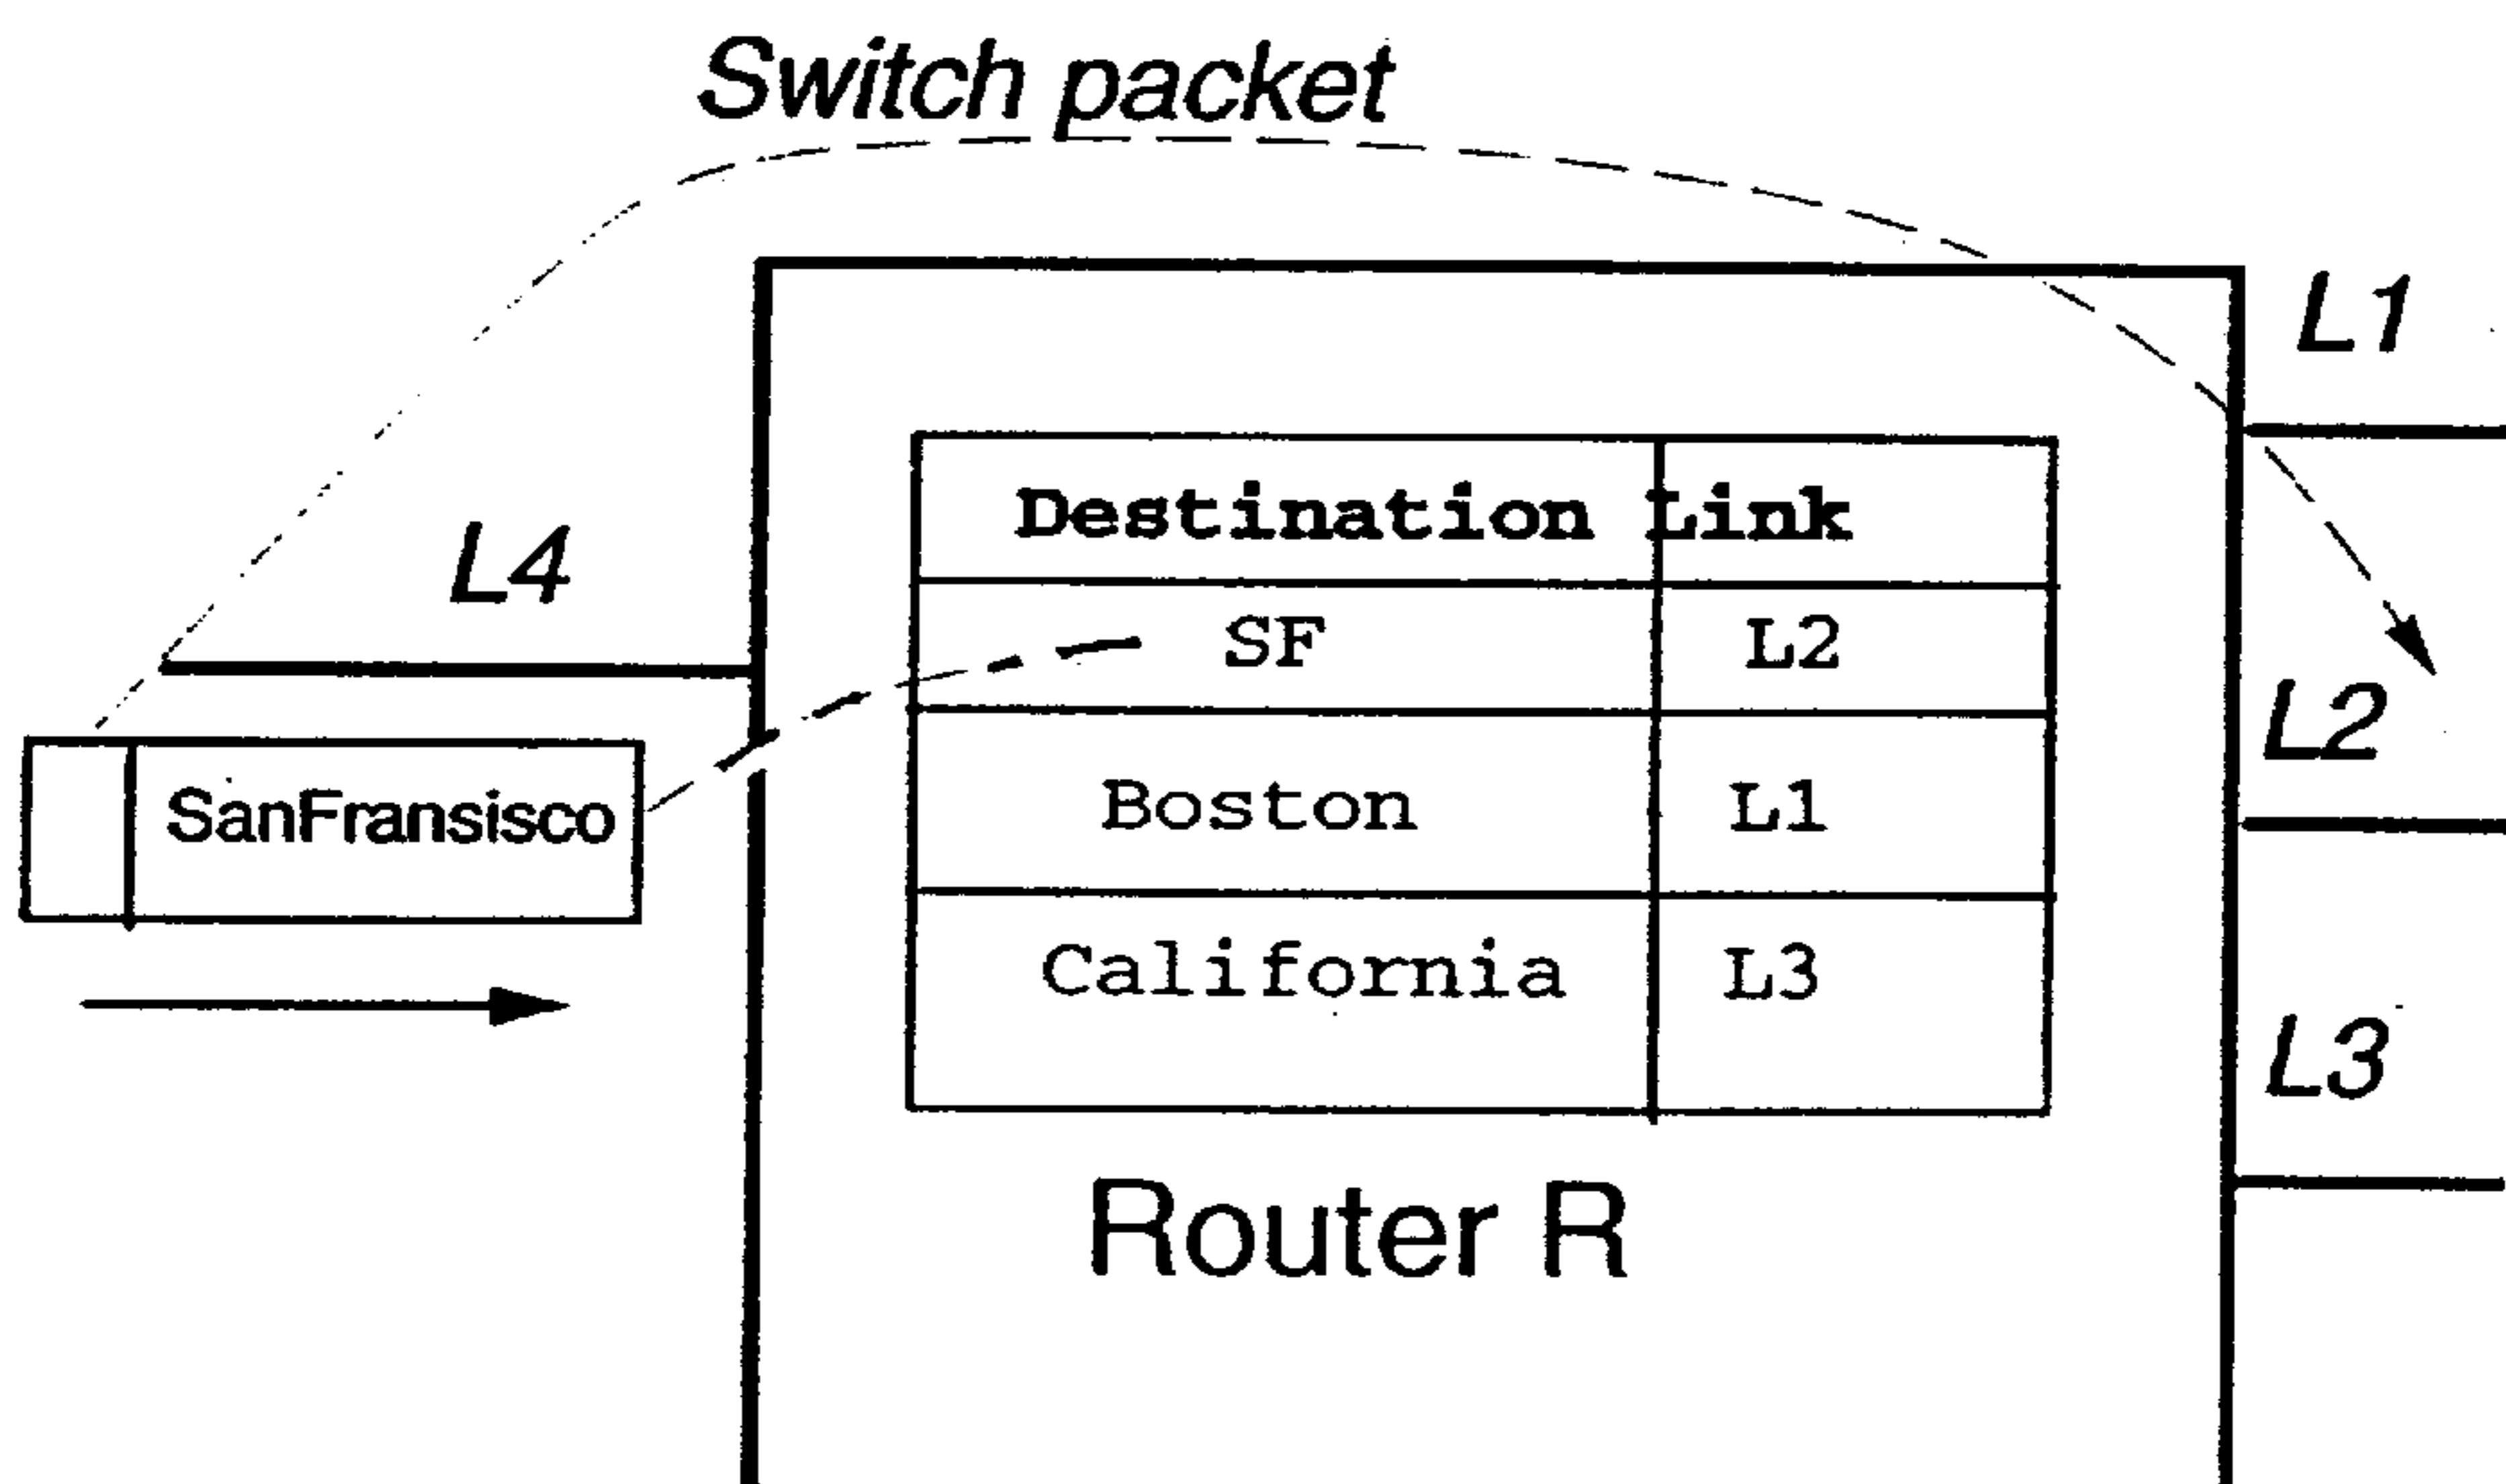 Switch packet
L1
Destination Link
L4
SF L2
L2
SanFransisco
Boston L1
California L3
L3
Router R